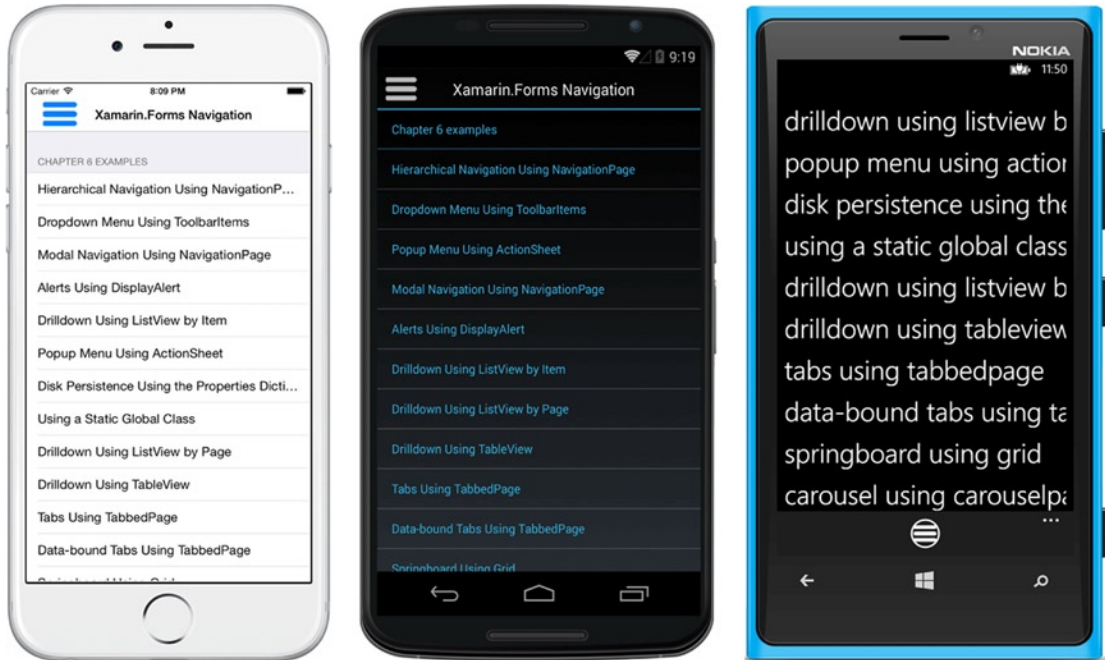 Carrier
8:09 PM
Xamarin.Forms Navigation
CHAPTER 6 EXAMPLES
Hierarchical Navigation Using NavigationP...
Dropdown Menu Using ToolbarItems
Modal Navigation Using NavigationPage
Alerts Using DisplayAlert
Drilldown Using ListView by Item
Popup Menu Using ActionSheet
Disk Persistence Using the Properties Dicti...
Using a Static Global Class
Drilldown Using ListView by Page
Drilldown Using TableView
Tabs Using TabbedPage
Data-bound Tabs Using TabbedPage
9:19
Xamarin.Forms Navigation
Chapter 6 examples
Hierarchical Navigation Using NavigationPage
Dropdown Menu Using ToolbarItems
Popup Menu Using ActionSheet
Modal Navigation Using NavigationPage
Alerts Using DisplayAlert
Drilldown Using ListView by Item
Drilldown Using ListView by Page
Drilldown Using TableView
Tabs Using TabbedPage
Data-bound Tabs Using TabbedPage
Springboard Using Grid
NOKIA
11:50
drilldown using listview b
popup menu using action
disk persistence using the
using a static global class
drilldown using listview b
drilldown using tableview
tabs using tabbedpage
data-bound tabs using ta
springboard using grid
carousel using carouselpa